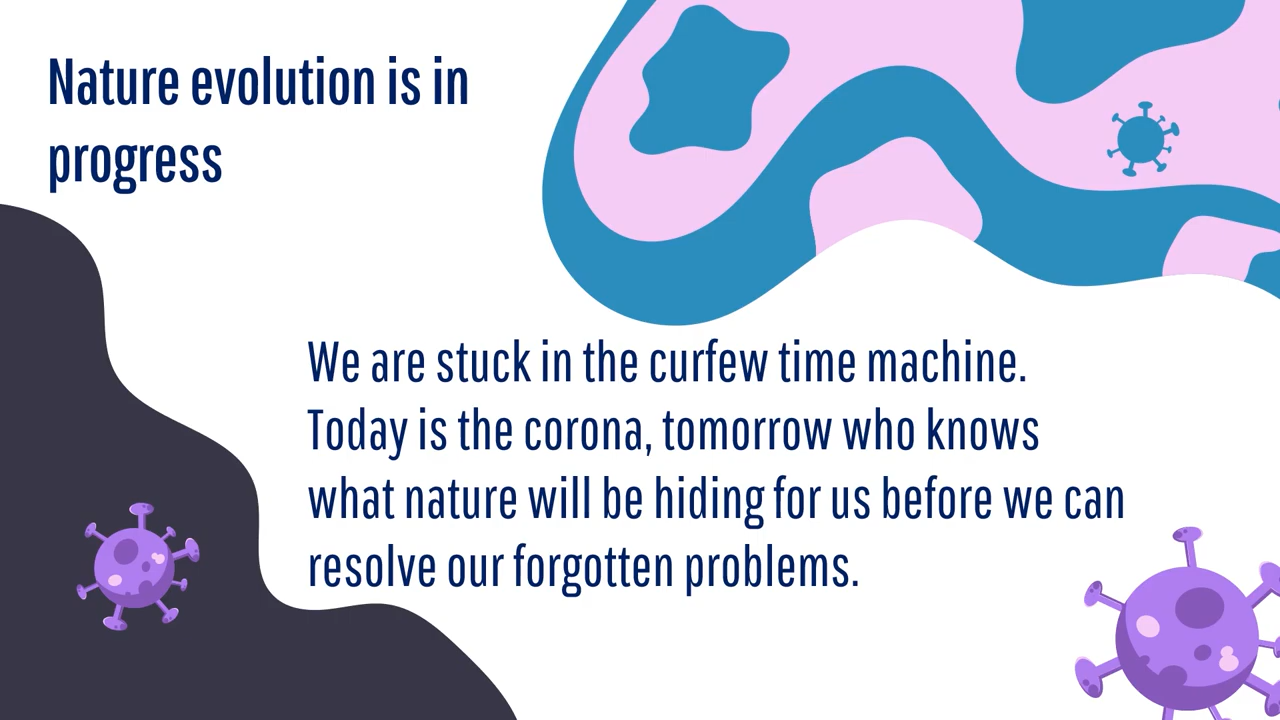 Nature evolution is in
progress
We are stuck in the curfew time machine.
Today is the corona, tomorrow who knows
what nature will be hiding for us before we can
resolve our forgotten problems.